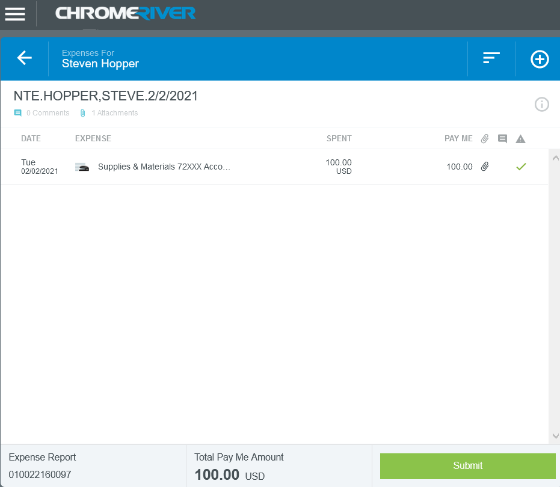 CHROMERIVER
Expenses For
Steven Hopper
NTE.HOPPER,STEVE.2/2/2021
0 Comments 1 Attachments
DATE EXPENSE SPENT PAY ME
Tue Supplies & Materials 72XXX Acco... 100.00 100.00
02/02/2021 USD
Expense Report Total Pay Me Amount
010022160097 100.00 USD
Submit